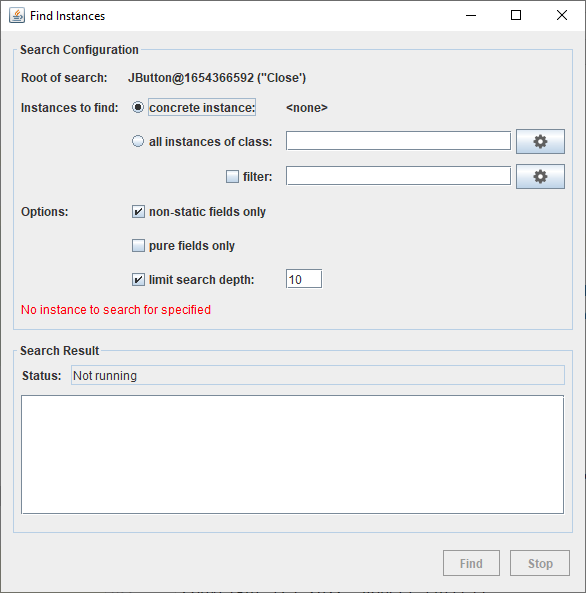 Find Instances
Search Configuration
Root of search: JButton@1654366592 ("Close')
Instances to find: concrete instance: <none>
all instances of class:
filter:
Options: non-static fields only
pure fields only
limit search depth: 10
No instance to search for specified
Search Result
Status: Not running
Find Stop